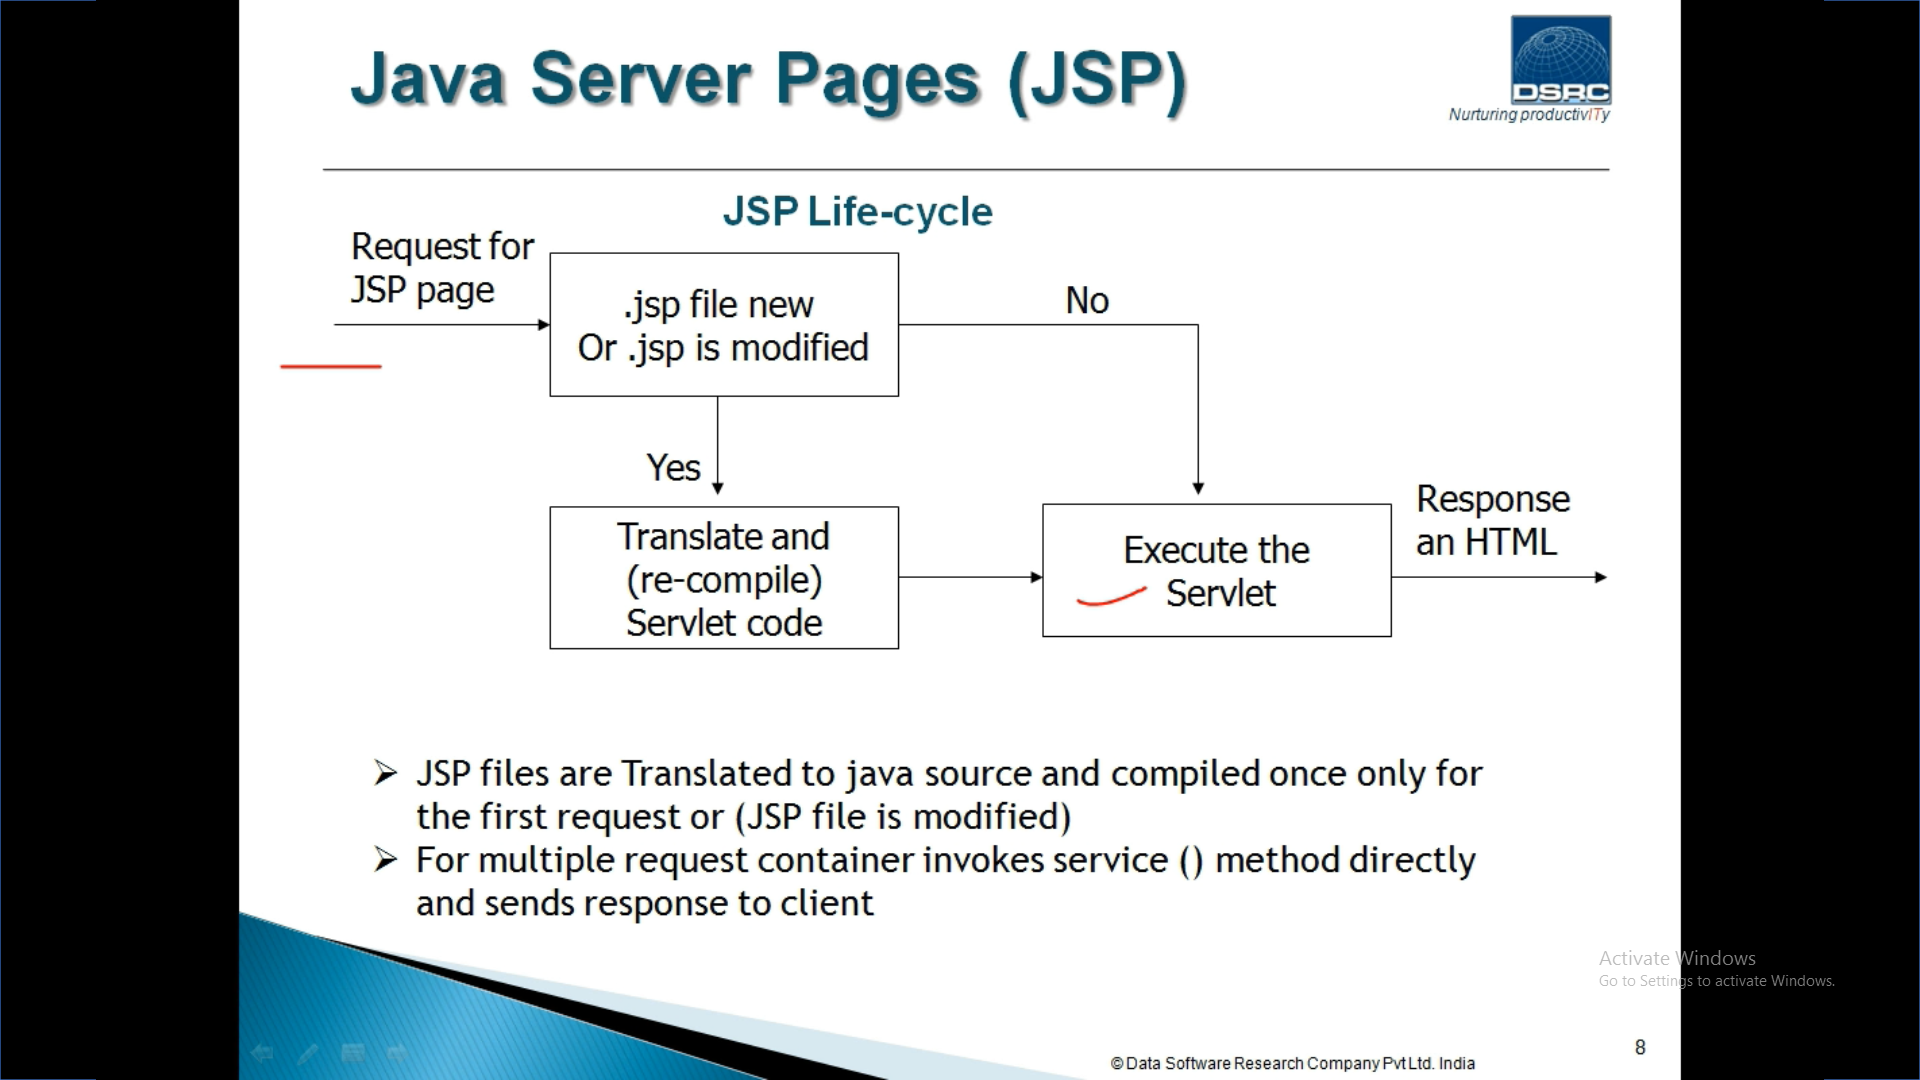 Java Server Pages (JSP)
DSRC
Nurturing productivITy
JSP Life-cycle
Request for
JSP page
.jsp file new
Or .jsp is modified
No
Yes
Translate and
(re-compile)
Servlet code
Execute the
Servlet
Response
an HTML
➢ JSP files are Translated to java source and compiled once only for
the first request or (JSP file is modified)
➢ For multiple request container invokes service () method directly
and sends response to client
Activate Windows
Go to Settings to activate Windows.
8
© Data Software Research Company Pvt Ltd. India